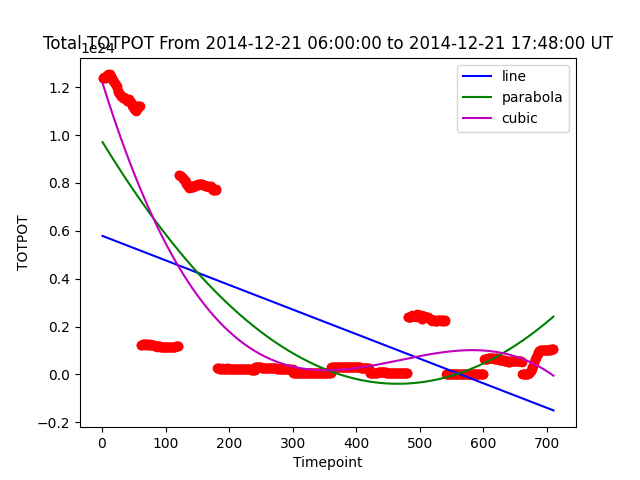 Total TOTPOT From 2014-12-21 06:00:00 to 2014-12-21 17:48:00 UT
1e24
line
parabola
cubic
1.2
1.0
0.8
0.6
0.4
0.2
0.0
−0.2
TOTPOT
0 100 200 300 400 500 600 700
Timepoint